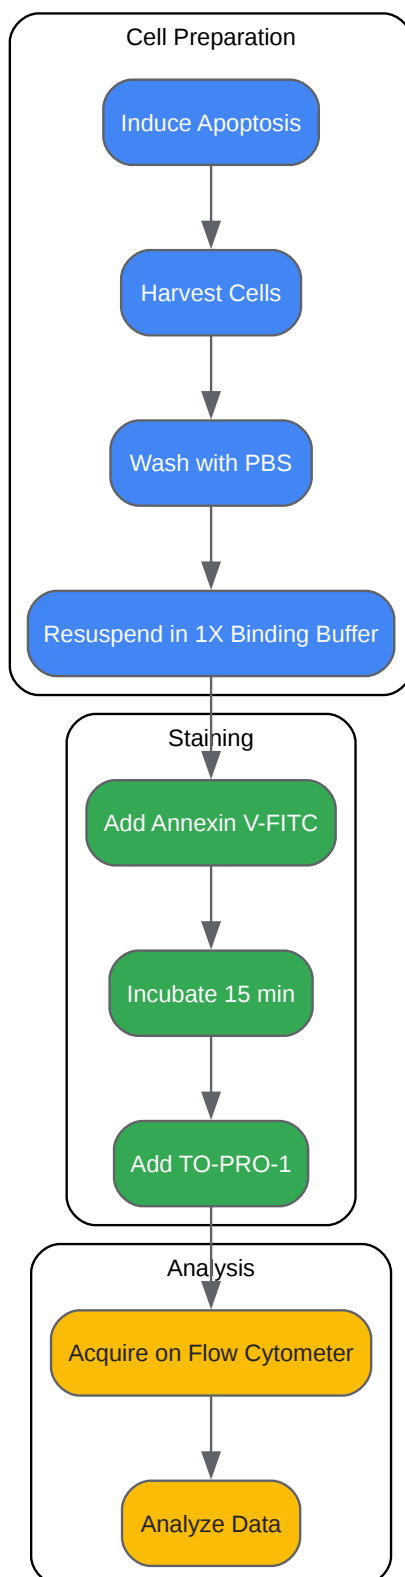 Cell Preparation
Induce Apoptosis
Harvest Cells
Wash with PBS
Resuspend in 1X Binding Buffer
Staining
Add Annexin V-FITC
Incubate 15 min
Add TO-PRO-1
Analysis
Acquire on Flow Cytometer
Analyze Data